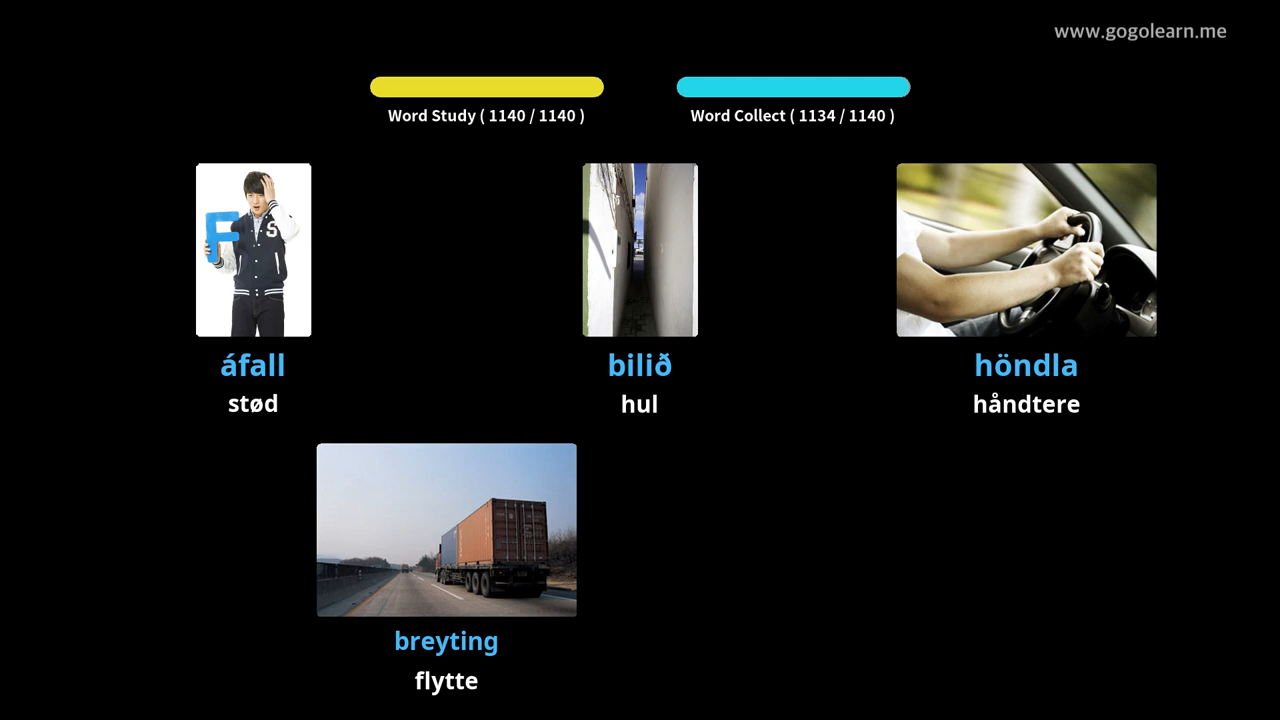 www.gogolearn.me
Word Study ( 1140 / 1140 )
Word Collect ( 1134 / 1140 )
F
S
áfall
bilið
höndla
stød
hul
håndtere
breyting
flytte